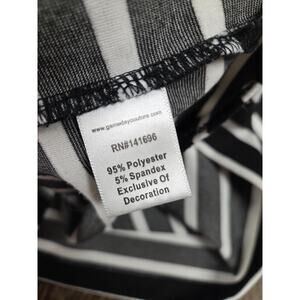 www.gamedaycouture.com
RN#141696
95% Polyester
5% Spandex
Exclusive Of
Decoration